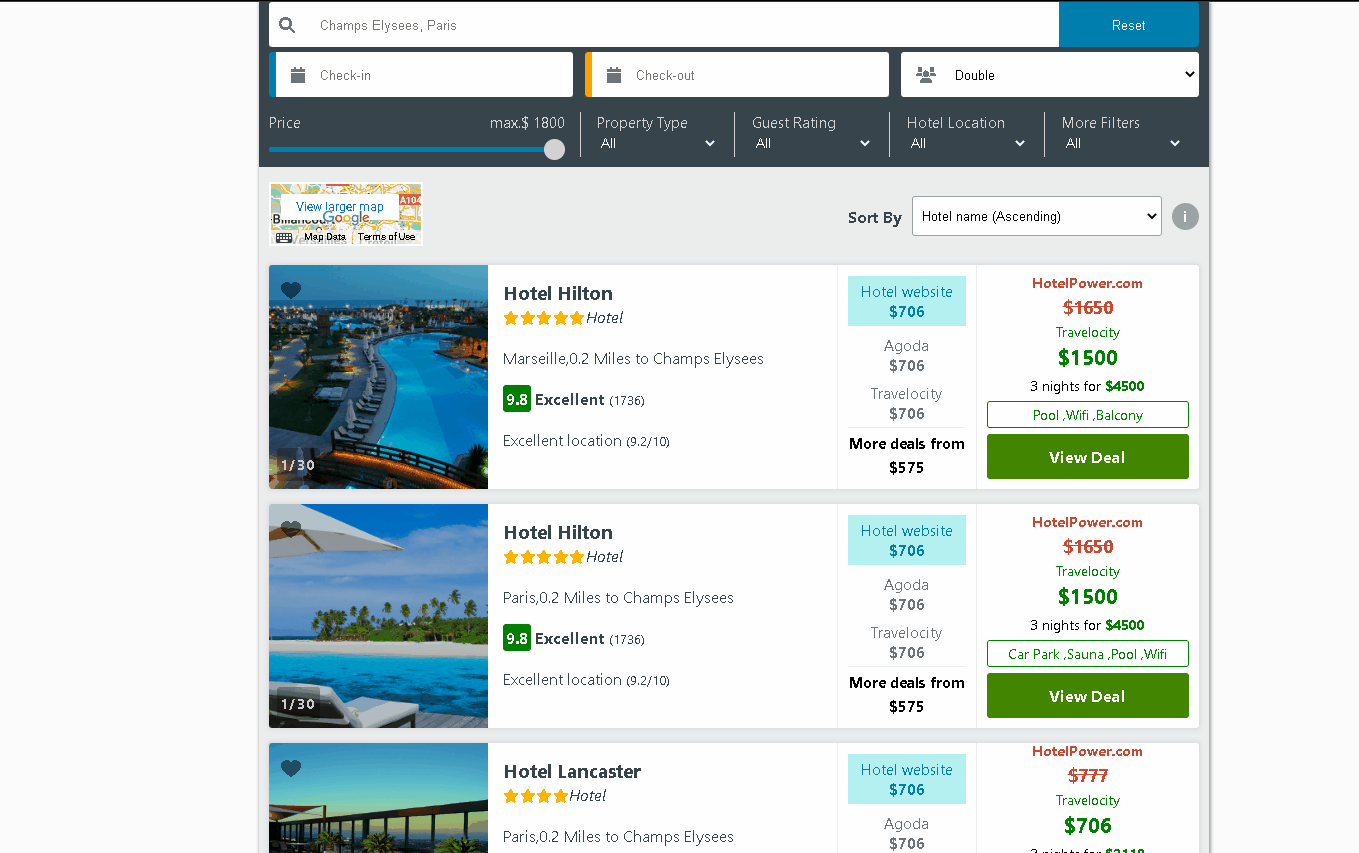 Champs Elysees, Paris
Reset
Check-in
Check-out
Double
Price
max.$ 1800
Property Type
All
Guest Rating
All
Hotel Location
All
More Filters
All
View larger map
A104
Google
Map Data
Terms of Use
Sort By
Hotel name (Ascending)
i
Hotel Hilton
Hotel
Marseille,0.2 Miles to Champs Elysees
9.8 Excellent (1736)
Excellent location (9.2/10)
1/30
Hotel website
$706
Agoda
$706
Travelocity
$706
More deals from
$575
HotelPower.com
$1650
Travelocity
$1500
3 nights for $4500
Pool ,Wifi ,Balcony
View Deal
Hotel Hilton
Hotel
Paris,0.2 Miles to Champs Elysees
9.8 Excellent (1736)
Excellent location (9.2/10)
1/30
Hotel website
$706
Agoda
$706
Travelocity
$706
More deals from
$575
HotelPower.com
$1650
Travelocity
$1500
3 nights for $4500
Car Park ,Sauna ,Pool ,Wifi
View Deal
Hotel Lancaster
Hotel
Paris,0.2 Miles to Champs Elysees
Hotel website
$706
Agoda
$706
HotelPower.com
$777
Travelocity
$706